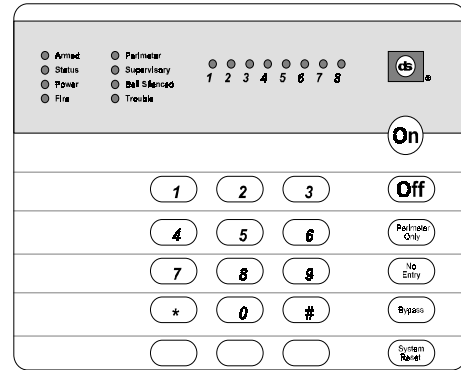 Armed Perimeter
Status Supervisory
Power Bell Silenced
Fire Trouble
1 2 3 4 5 6 7 8
ds ®
On
1 2 3 Off
4 5 6 Perimeter Only
7 8 9 No Entry
* 0 # Bypass
System Reset